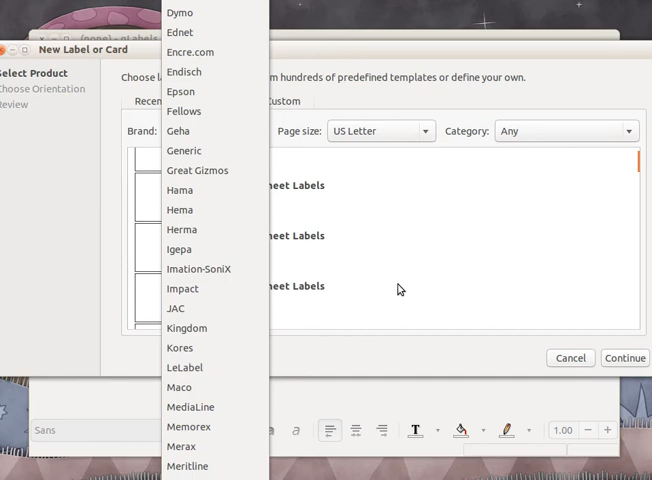 (none) - gLabels
New Label or Card
Select Product
Choose Orientation
Review
Choose la
m hundreds of predefined templates or define your own.
Recen
Custom
Brand:
Page size:
US Letter
Category:
Any
Dymo
Ednet
Encre.com
Endisch
Epson
Fellows
Geha
Generic
Great Gizmos
Hama
Hema
Herma
Igepa
Imation-SoniX
Impact
JAC
Kingdom
Kores
LeLabel
Maco
MediaLine
Memorex
Merax
Meritline
heet Labels
heet Labels
heet Labels
Cancel
Continue
Sans
a
a
T
1.00